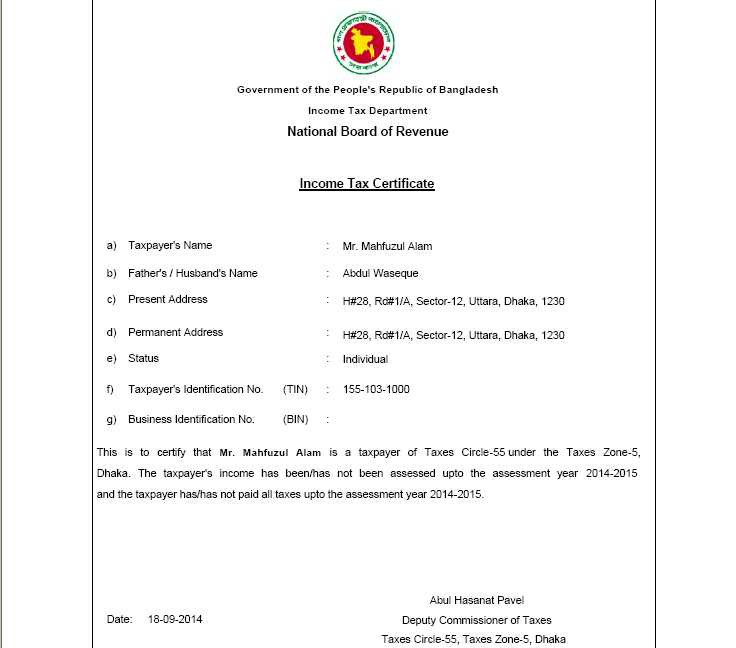 Government of the People's Republic of Bangladesh
Income Tax Department
National Board of Revenue
Income Tax Certificate
a) Taxpayer's Name : Mr. Mahfuzul Alam
b) Father's / Husband's Name : Abdul Waseque
c) Present Address : H#28, Rd#1/A, Sector-12, Uttara, Dhaka, 1230
d) Permanent Address : H#28, Rd#1/A, Sector-12, Uttara, Dhaka, 1230
e) Status : Individual
f) Taxpayer's Identification No. (TIN) : 155-103-1000
g) Business Identification No. (BIN) :
This is to certify that Mr. Mahfuzul Alam is a taxpayer of Taxes Circle-55 under the Taxes Zone-5,
Dhaka. The taxpayer's income has been/has not been assessed upto the assessment year 2014-2015
and the taxpayer has/has not paid all taxes upto the assessment year 2014-2015.
Abul Hasanat Pavel
Date: 18-09-2014 Deputy Commissioner of Taxes
Taxes Circle-55, Taxes Zone-5, Dhaka